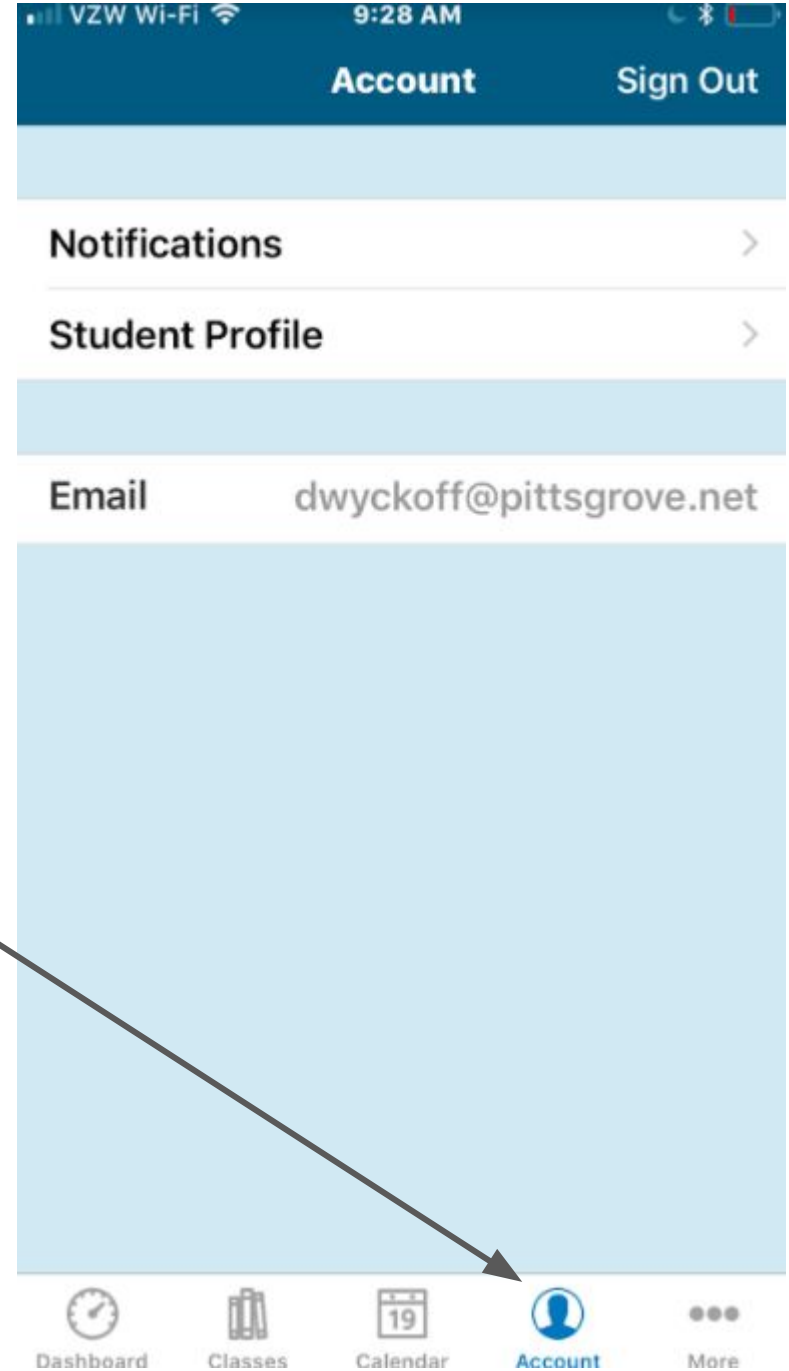 VZW Wi-Fi 9:28 AM
Account Sign Out
Notifications
Student Profile
Email dwyckoff@pittsgrove.net
19
Dashboard Classes Calendar Account More